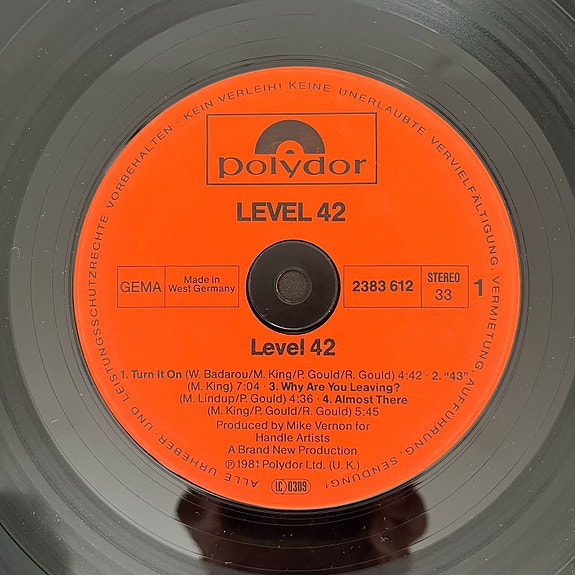 ALLE URHEBER UND LEISTUNGSSCHUTZRECHTE VORBEHALTEN · KEIN VERLEIH! KEINE UNERLAUBTE VERVIELFÄLTIGUNG, VERMIETUNG, AUFFÜHRUNG, SENDUNG!
polydor
LEVEL 42
GEMA
Made in
West Germany
2383 612
STEREO
33
1
Level 42
1. Turn It On (W. Badarou/M. King/P. Gould/R. Gould) 4:42 · 2. “43”
(M. King) 7:04 · 3. Why Are You Leaving?
(M. Lindup/P. Gould) 4:36 · 4. Almost There
(M. King/P. Gould/R. Gould) 5:45
Produced by Mike Vernon for
Handle Artists
A Brand New Production
℗ 1981 Polydor Ltd. (U. K.)
LC 0309